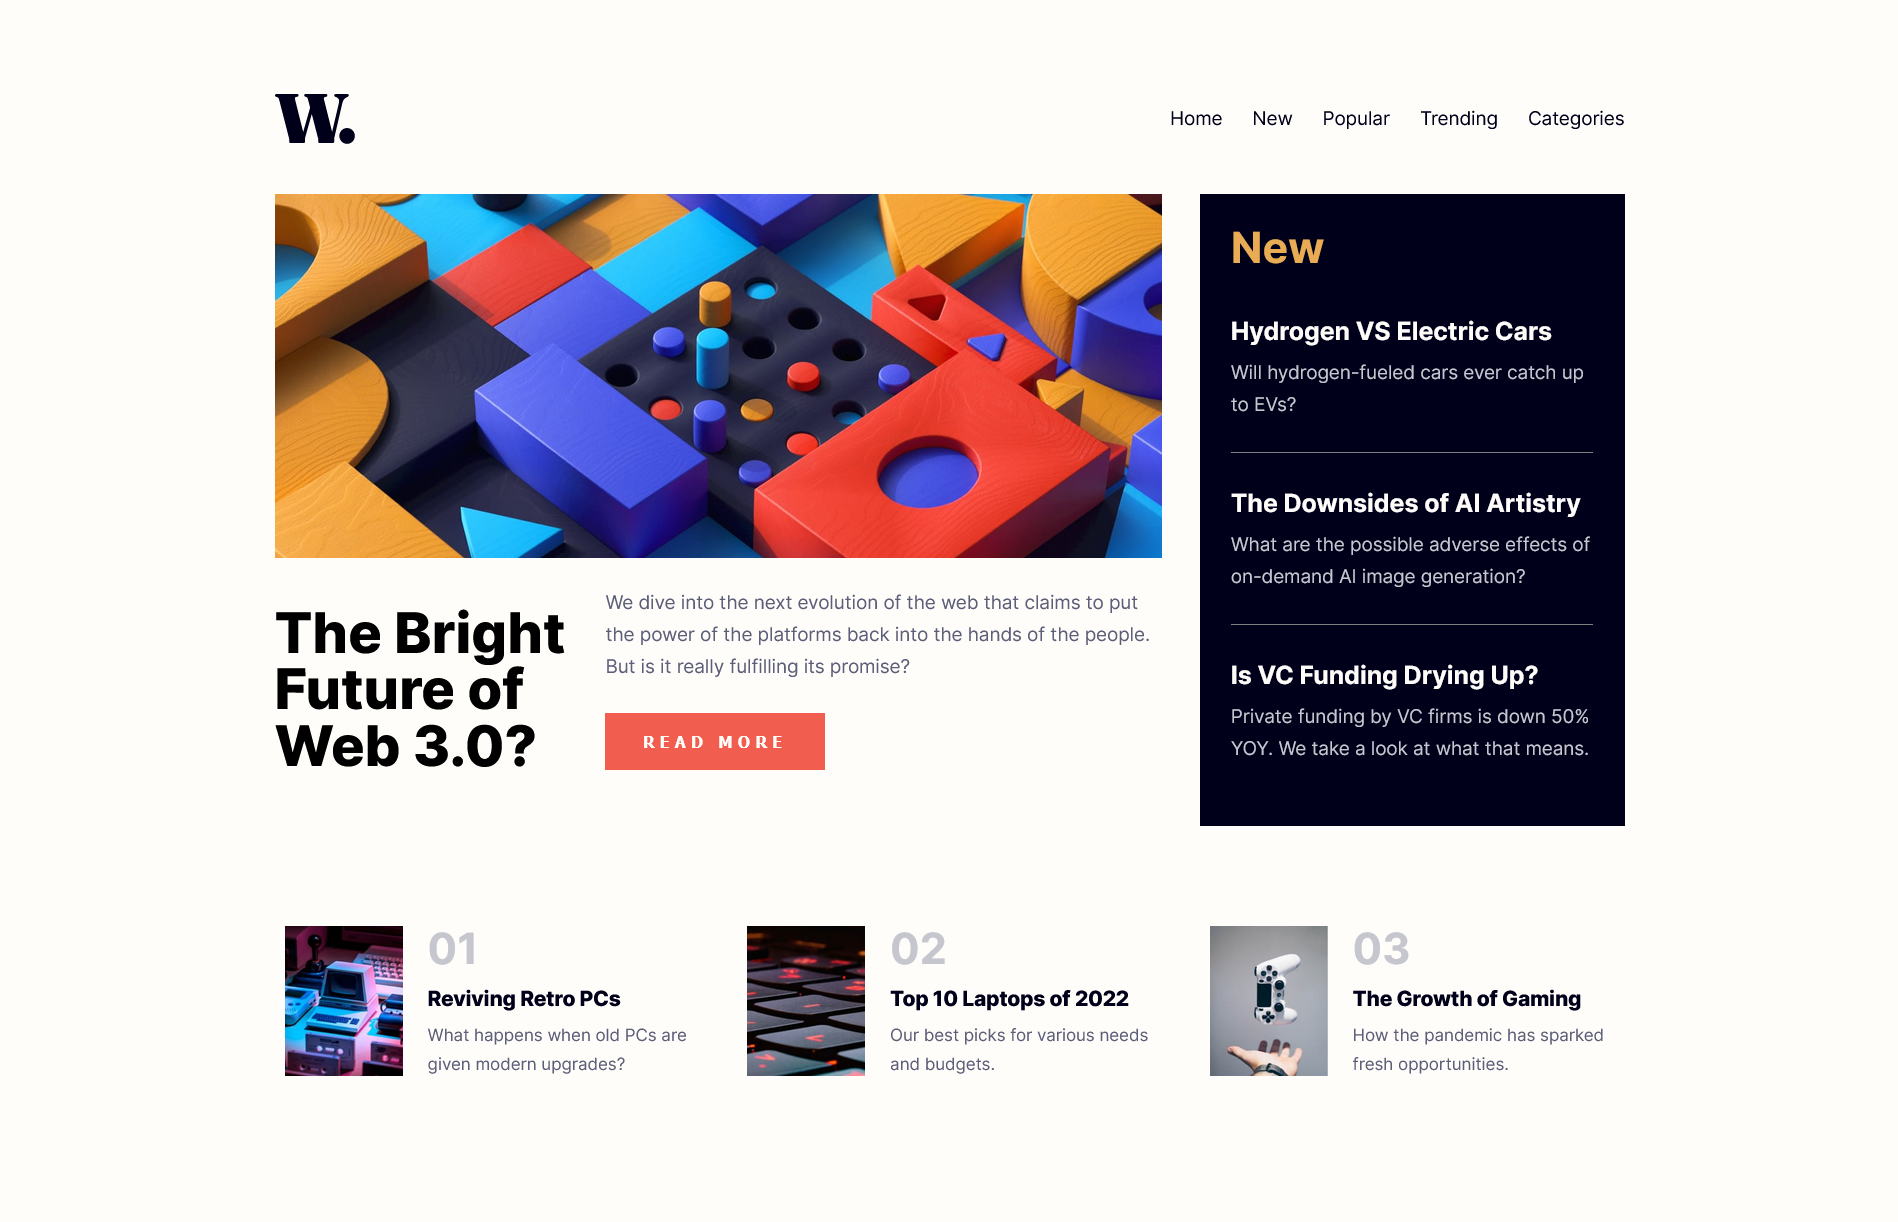 W.
Home New Popular Trending Categories
The Bright
Future of
Web 3.0?
We dive into the next evolution of the web that claims to put
the power of the platforms back into the hands of the people.
But is it really fulfilling its promise?
READ MORE
New
Hydrogen VS Electric Cars
Will hydrogen-fueled cars ever catch up
to EVs?
The Downsides of AI Artistry
What are the possible adverse effects of
on-demand AI image generation?
Is VC Funding Drying Up?
Private funding by VC firms is down 50%
YOY. We take a look at what that means.
01
Reviving Retro PCs
What happens when old PCs are
given modern upgrades?
02
Top 10 Laptops of 2022
Our best picks for various needs
and budgets.
03
The Growth of Gaming
How the pandemic has sparked
fresh opportunities.